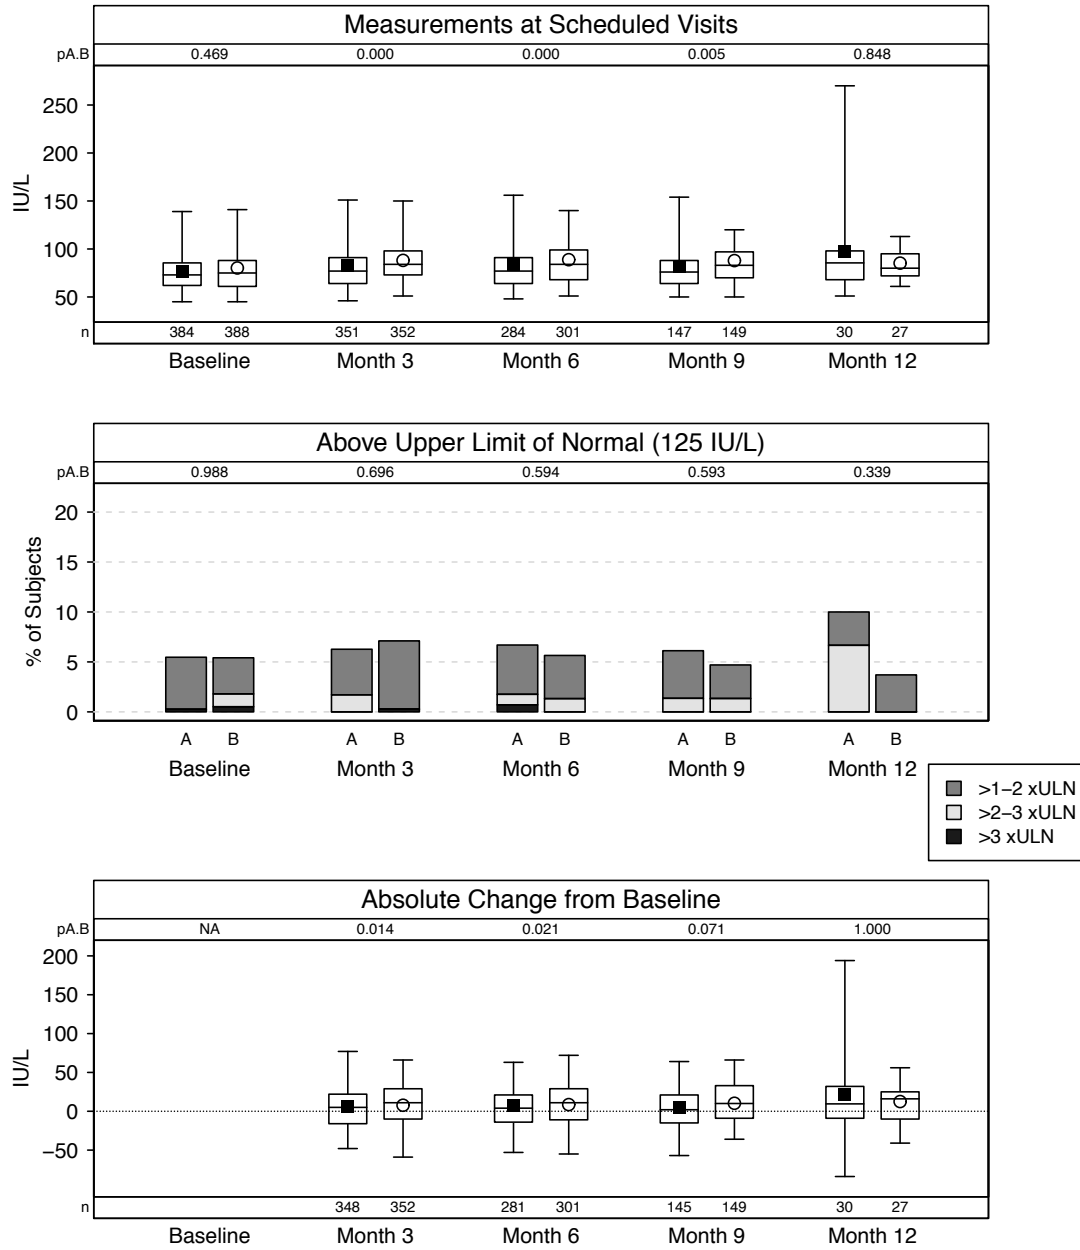 Measurements at Scheduled Visits
pA.B 0.469 0.000 0.000 0.005 0.848
250
200
150
100
50
IU/L
n 384 388 351 352 284 301 147 149 30 27
Baseline Month 3 Month 6 Month 9 Month 12
Above Upper Limit of Normal (125 IU/L)
pA.B 0.988 0.696 0.594 0.593 0.339
20
15
10
5
0
% of Subjects
A B A B A B A B A B
Baseline Month 3 Month 6 Month 9 Month 12
>1–2 xULN
>2–3 xULN
>3 xULN
Absolute Change from Baseline
pA.B NA 0.014 0.021 0.071 1.000
200
150
100
50
0
−50
IU/L
n 348 352 281 301 145 149 30 27
Baseline Month 3 Month 6 Month 9 Month 12